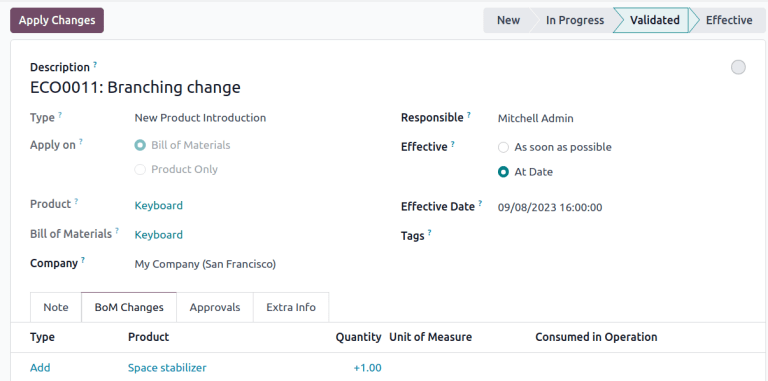 Apply Changes
New In Progress Validated Effective
Description ?
ECO0011: Branching change
Type ? New Product Introduction
Responsible ? Mitchell Admin
Apply on ? Bill of Materials
Product Only
Effective ? As soon as possible
At Date
Product ? Keyboard
Effective Date ? 09/08/2023 16:00:00
Bill of Materials ? Keyboard
Tags ?
Company ? My Company (San Francisco)
Note BoM Changes Approvals Extra Info
Type Product Quantity Unit of Measure Consumed in Operation
Add Space stabilizer +1.00